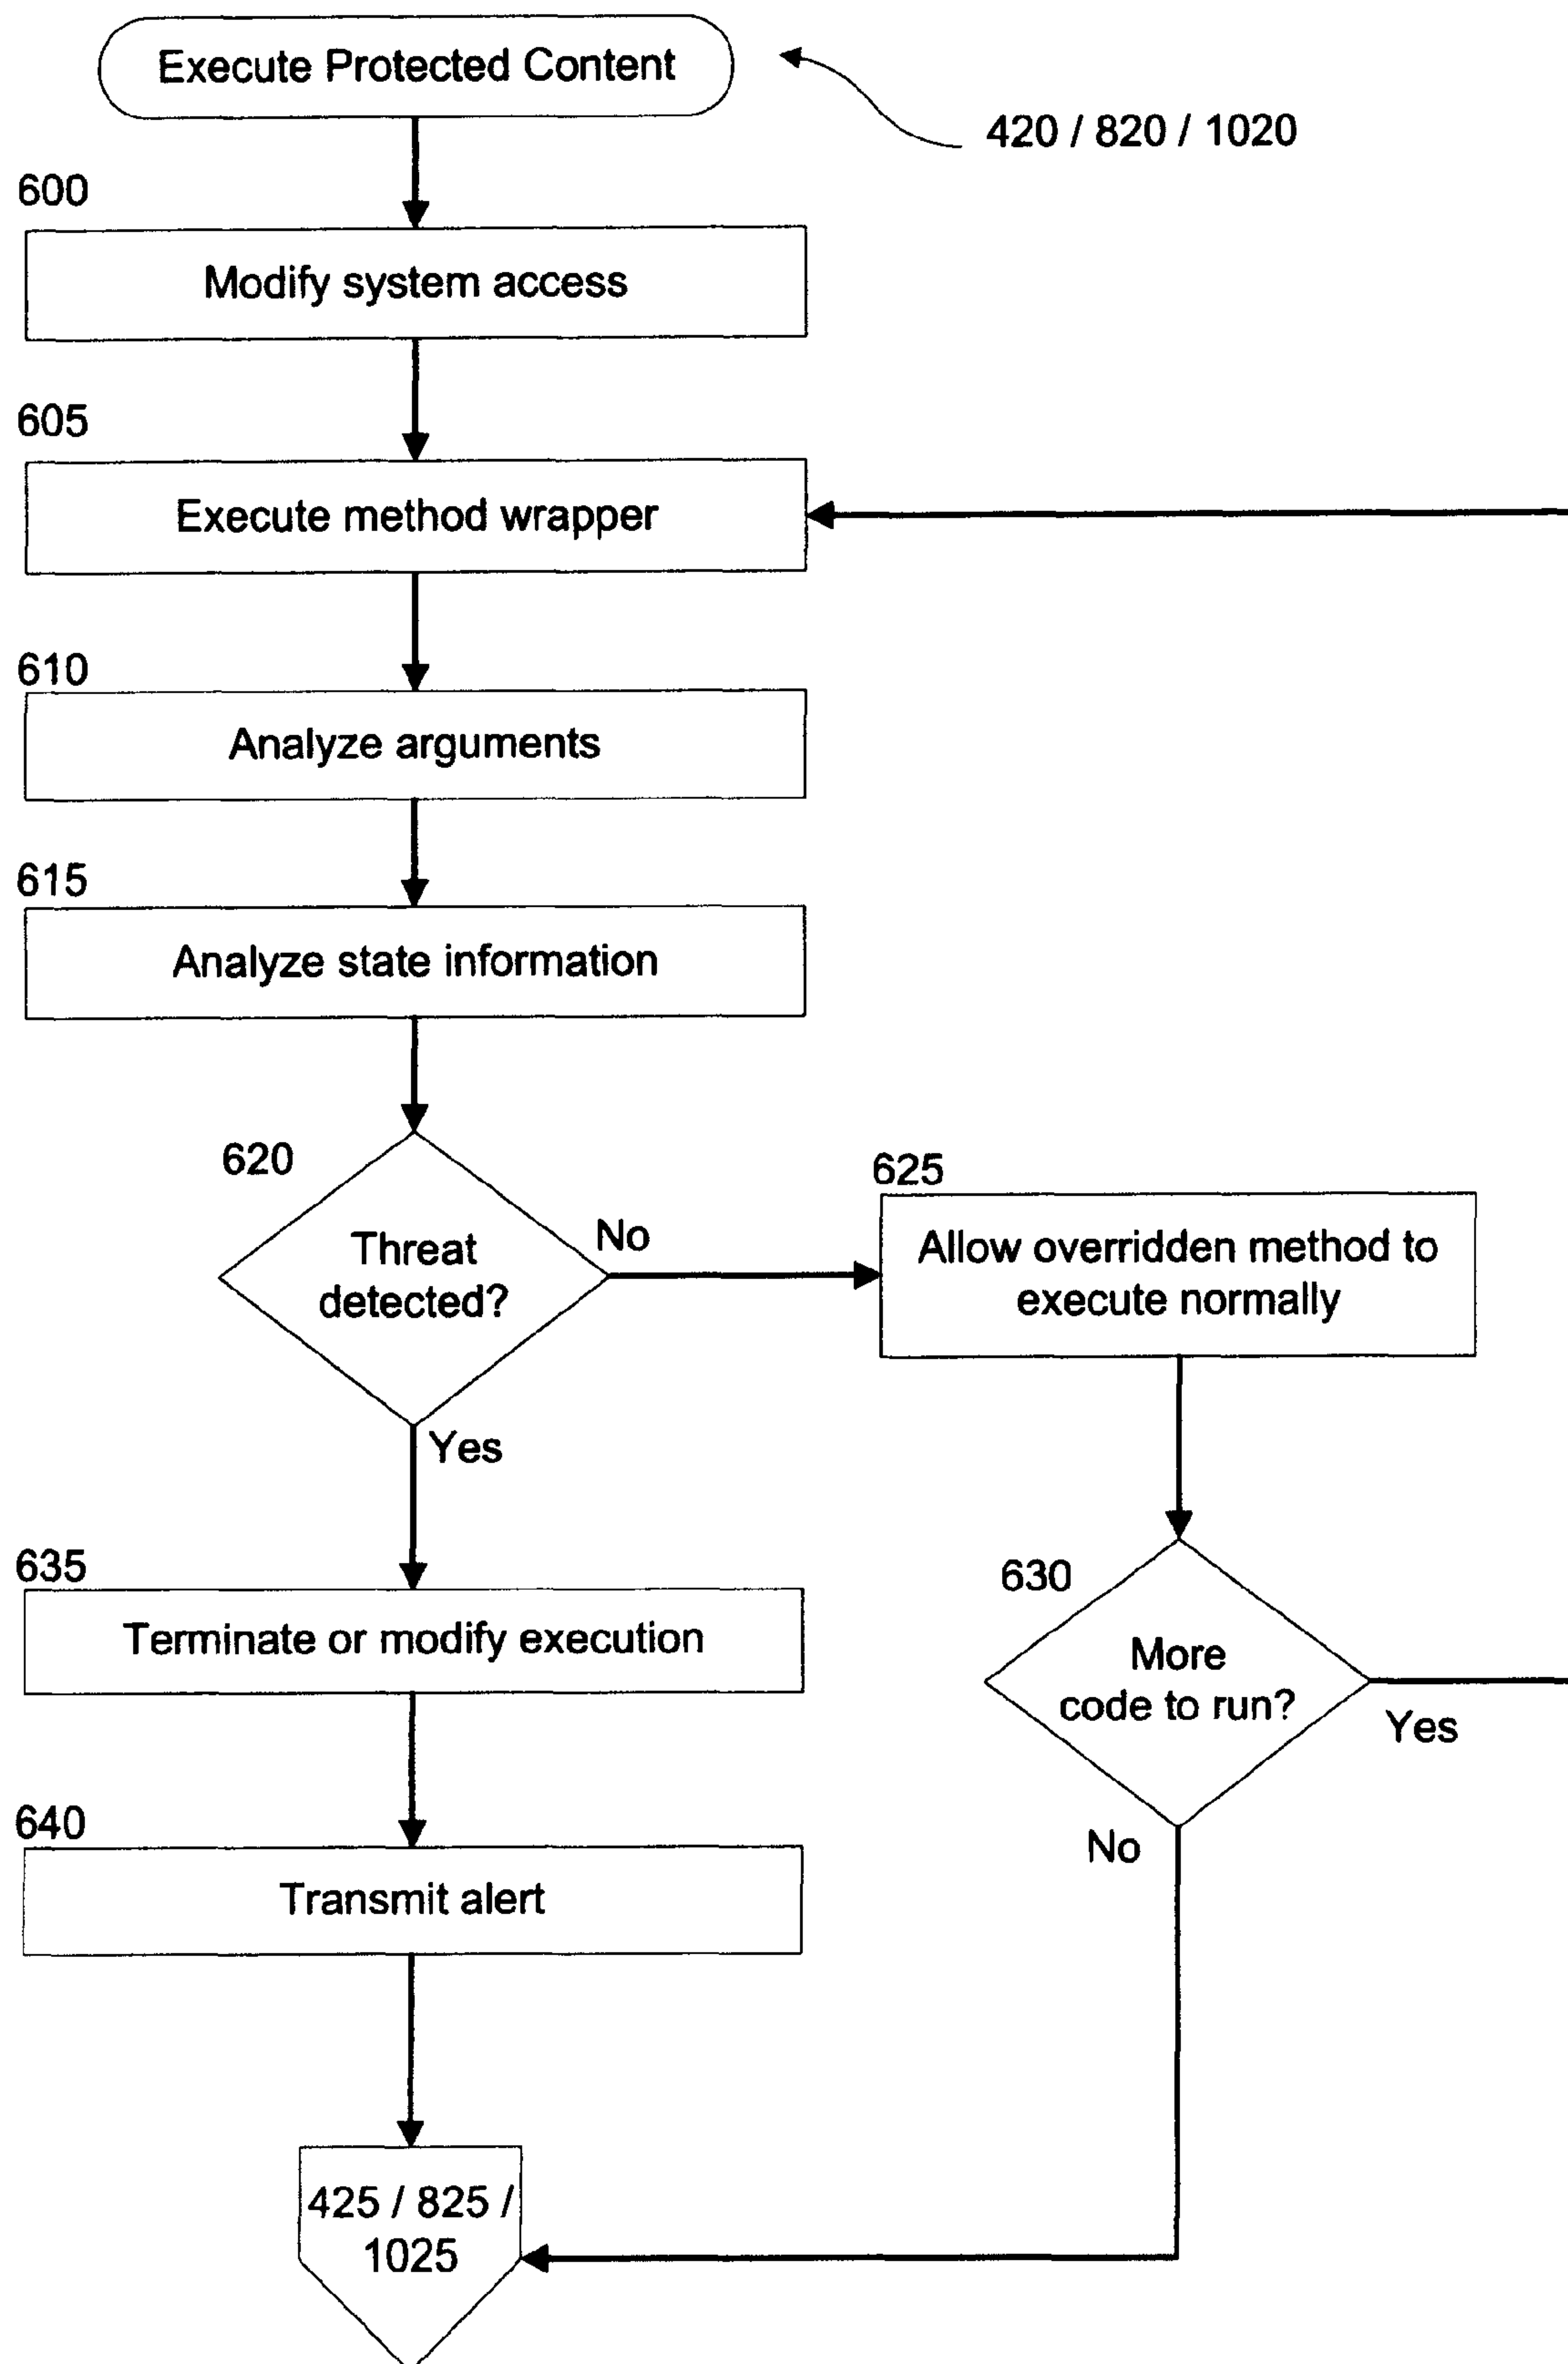 Execute Protected Content
420 / 820 / 1020
600
Modify system access
605
Execute method wrapper
610
Analyze arguments
615
Analyze state information
620
Threat
detected?
No
Yes
625
Allow overridden method to
execute normally
630
More
code to run?
Yes
No
635
Terminate or modify execution
640
Transmit alert
425 / 825 /
1025